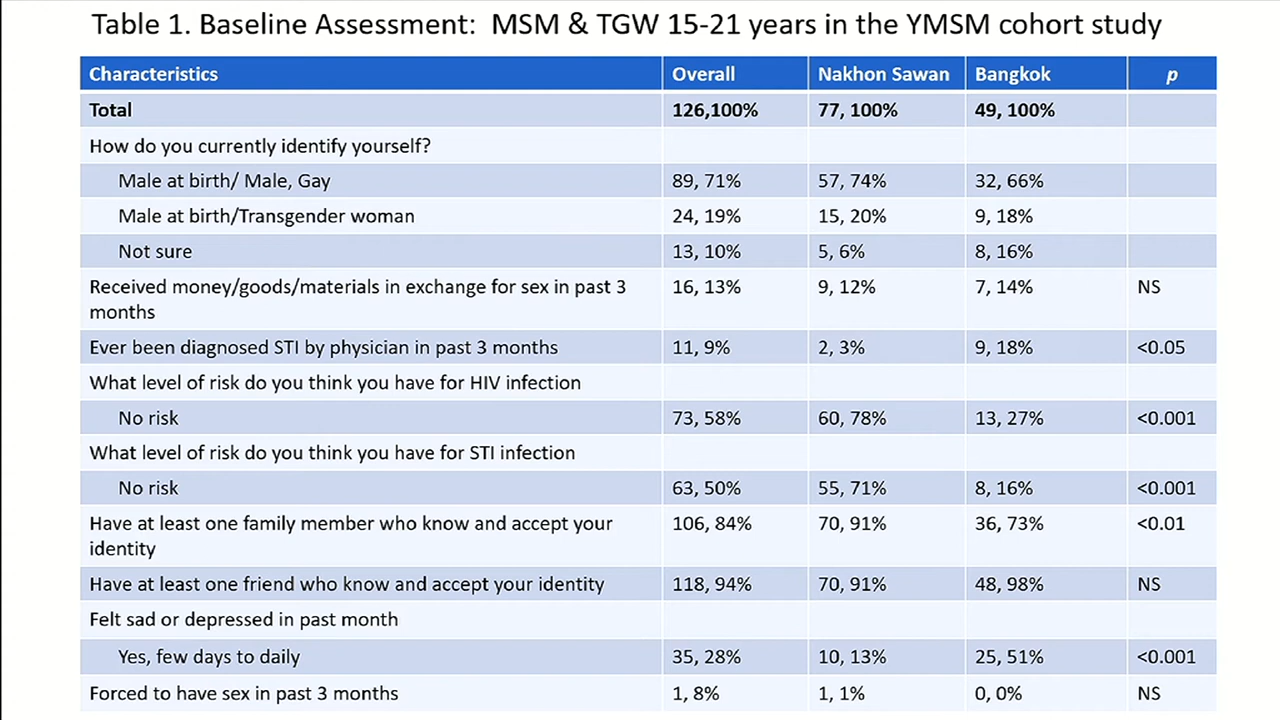 Table 1. Baseline Assessment:  MSM & TGW 15-21 years in the YMSM cohort study
Characteristics Overall Nakhon Sawan Bangkok p
Total 126,100% 77, 100% 49, 100%
How do you currently identify yourself?
Male at birth/ Male, Gay 89, 71% 57, 74% 32, 66%
Male at birth/Transgender woman 24, 19% 15, 20% 9, 18%
Not sure 13, 10% 5, 6% 8, 16%
Received money/goods/materials in exchange for sex in past 3 16, 13% 9, 12% 7, 14% NS
months
Ever been diagnosed STI by physician in past 3 months 11, 9% 2, 3% 9, 18% <0.05
What level of risk do you think you have for HIV infection
No risk 73, 58% 60, 78% 13, 27% <0.001
What level of risk do you think you have for STI infection
No risk 63, 50% 55, 71% 8, 16% <0.001
Have at least one family member who know and accept your 106, 84% 70, 91% 36, 73% <0.01
identity
Have at least one friend who know and accept your identity 118, 94% 70, 91% 48, 98% NS
Felt sad or depressed in past month
Yes, few days to daily 35, 28% 10, 13% 25, 51% <0.001
Forced to have sex in past 3 months 1, 8% 1, 1% 0, 0% NS